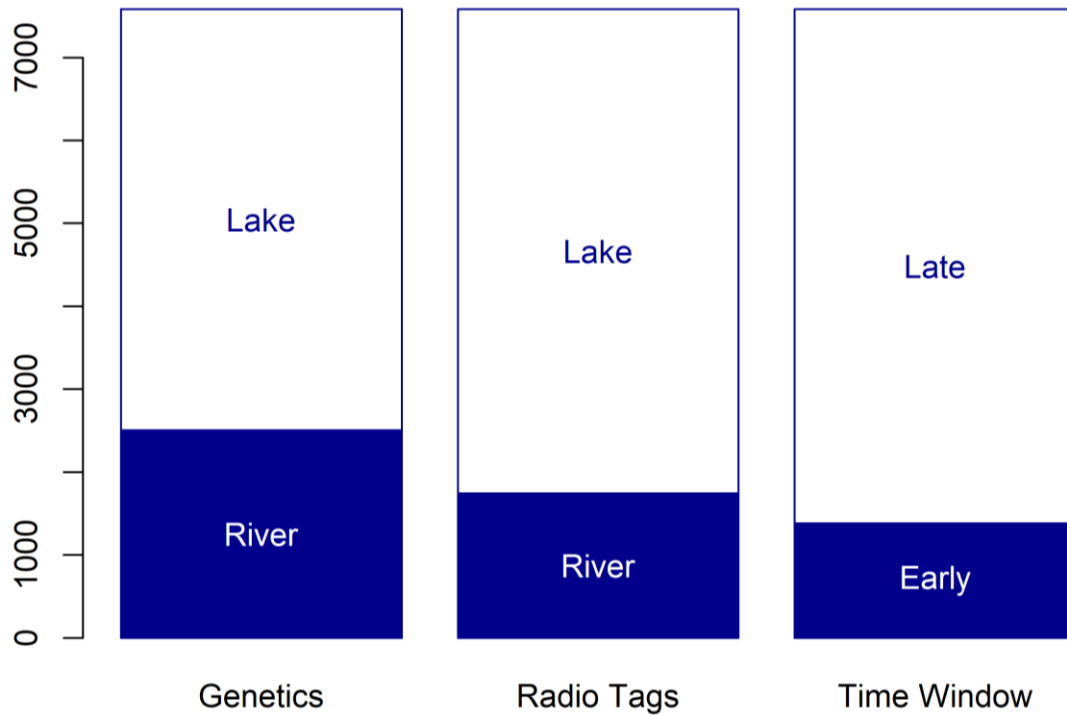 7000
5000
3000
1000
0
Lake
Lake
Late
River
River
Early
Genetics
Radio Tags
Time Window